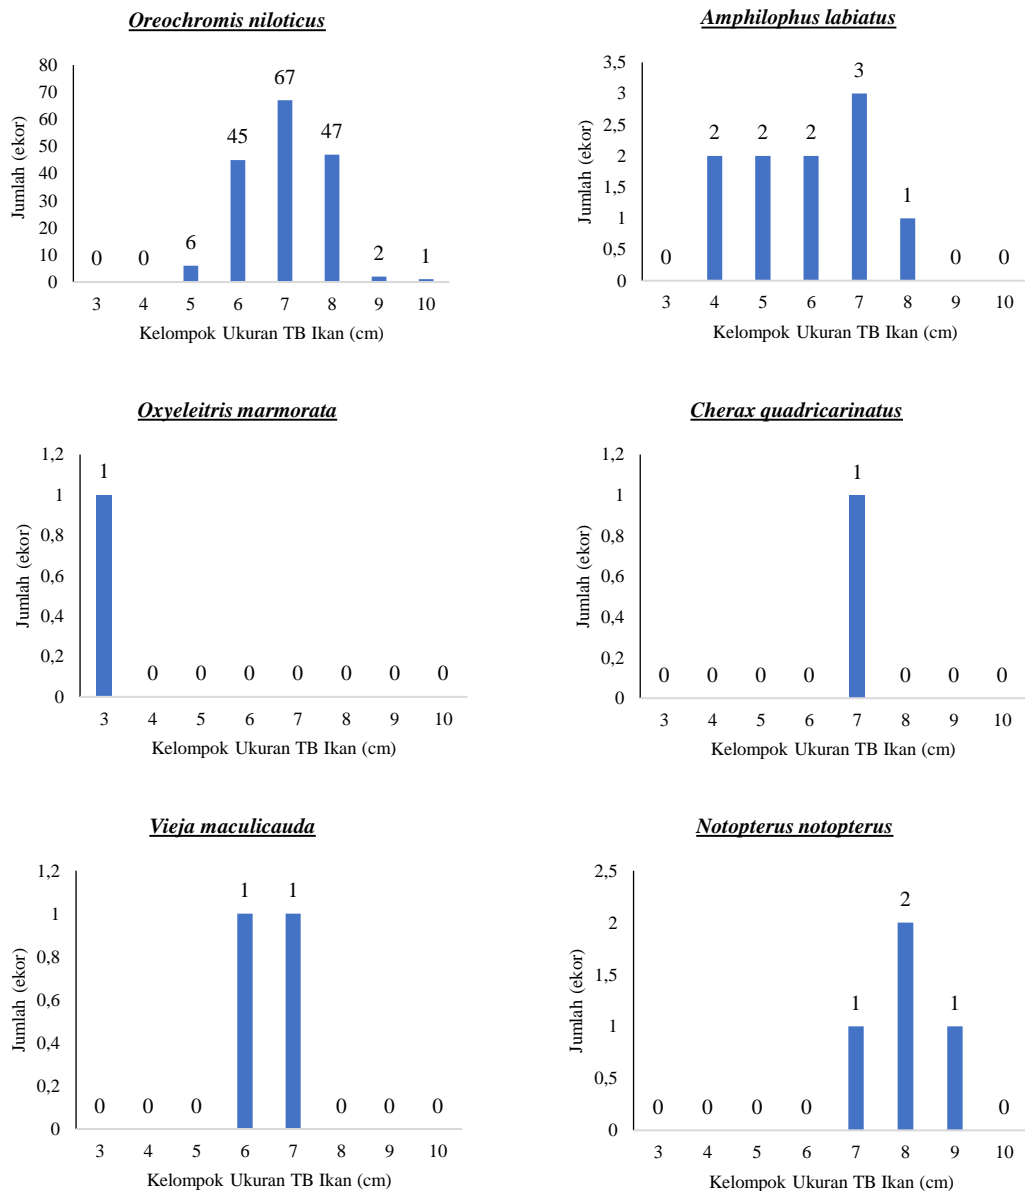 Oreochromis niloticus
80
70
60
50
40
30
20
10
0
Jumlah (ekor)
0 0 6 45 67 47 2 1
3 4 5 6 7 8 9 10
Kelompok Ukuran TB Ikan (cm)
Amphilophus labiatus
3,5
3
2,5
2
1,5
1
0,5
0
Jumlah (ekor)
0 2 2 2 3 1 0 0
3 4 5 6 7 8 9 10
Kelompok Ukuran TB Ikan (cm)
Oxyeleitris marmorata
1,2
1
0,8
0,6
0,4
0,2
0
Jumlah (ekor)
1 0 0 0 0 0 0 0
3 4 5 6 7 8 9 10
Kelompok Ukuran TB Ikan (cm)
Cherax quadricarinatus
1,2
1
0,8
0,6
0,4
0,2
0
Jumlah (ekor)
0 0 0 0 1 0 0 0
3 4 5 6 7 8 9 10
Kelompok Ukuran TB Ikan (cm)
Vieja maculicauda
1,2
1
0,8
0,6
0,4
0,2
0
Jumlah (ekor)
0 0 0 1 1 0 0 0
3 4 5 6 7 8 9 10
Kelompok Ukuran TB Ikan (cm)
Notopterus notopterus
2,5
2
1,5
1
0,5
0
Jumlah (ekor)
0 0 0 0 1 2 1 0
3 4 5 6 7 8 9 10
Kelompok Ukuran TB Ikan (cm)